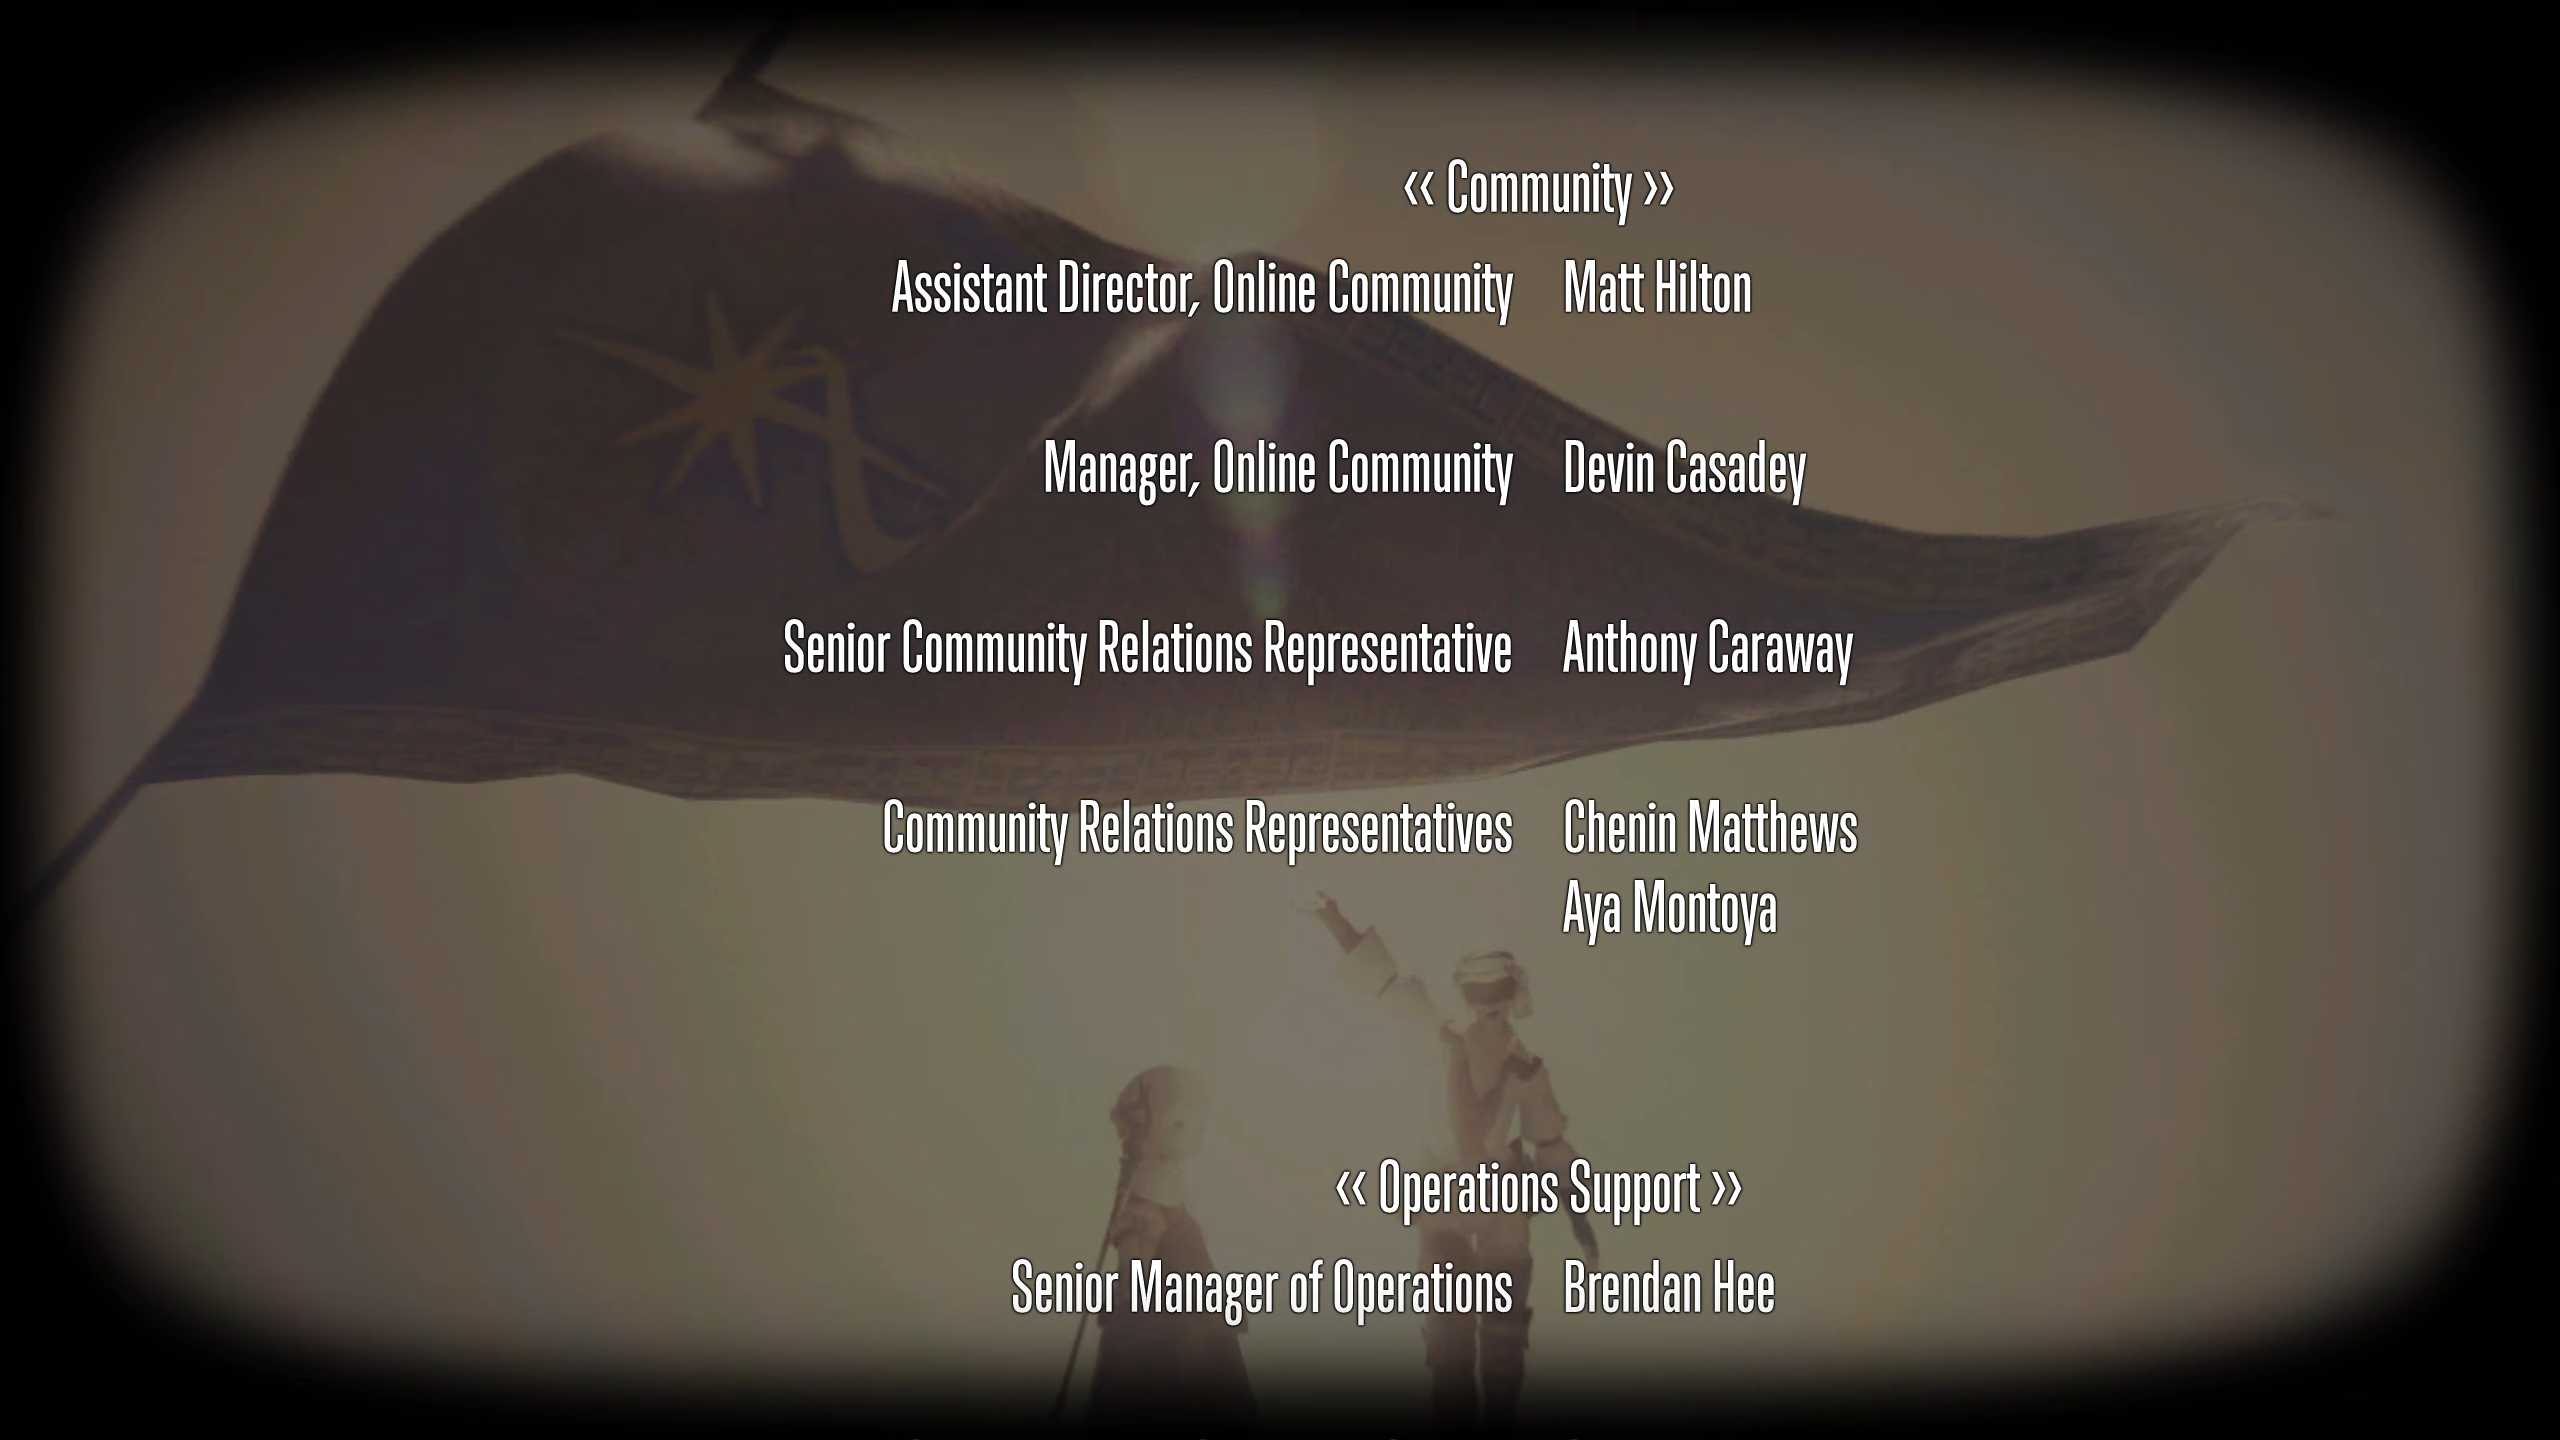 ‹‹ Community ››
Assistant Director, Online Community Matt Hilton
Manager, Online Community Devin Casadey
Senior Community Relations Representative Anthony Caraway
Community Relations Representatives Chenin Matthews
Aya Montoya
‹‹ Operations Support ››
Senior Manager of Operations Brendan Hee